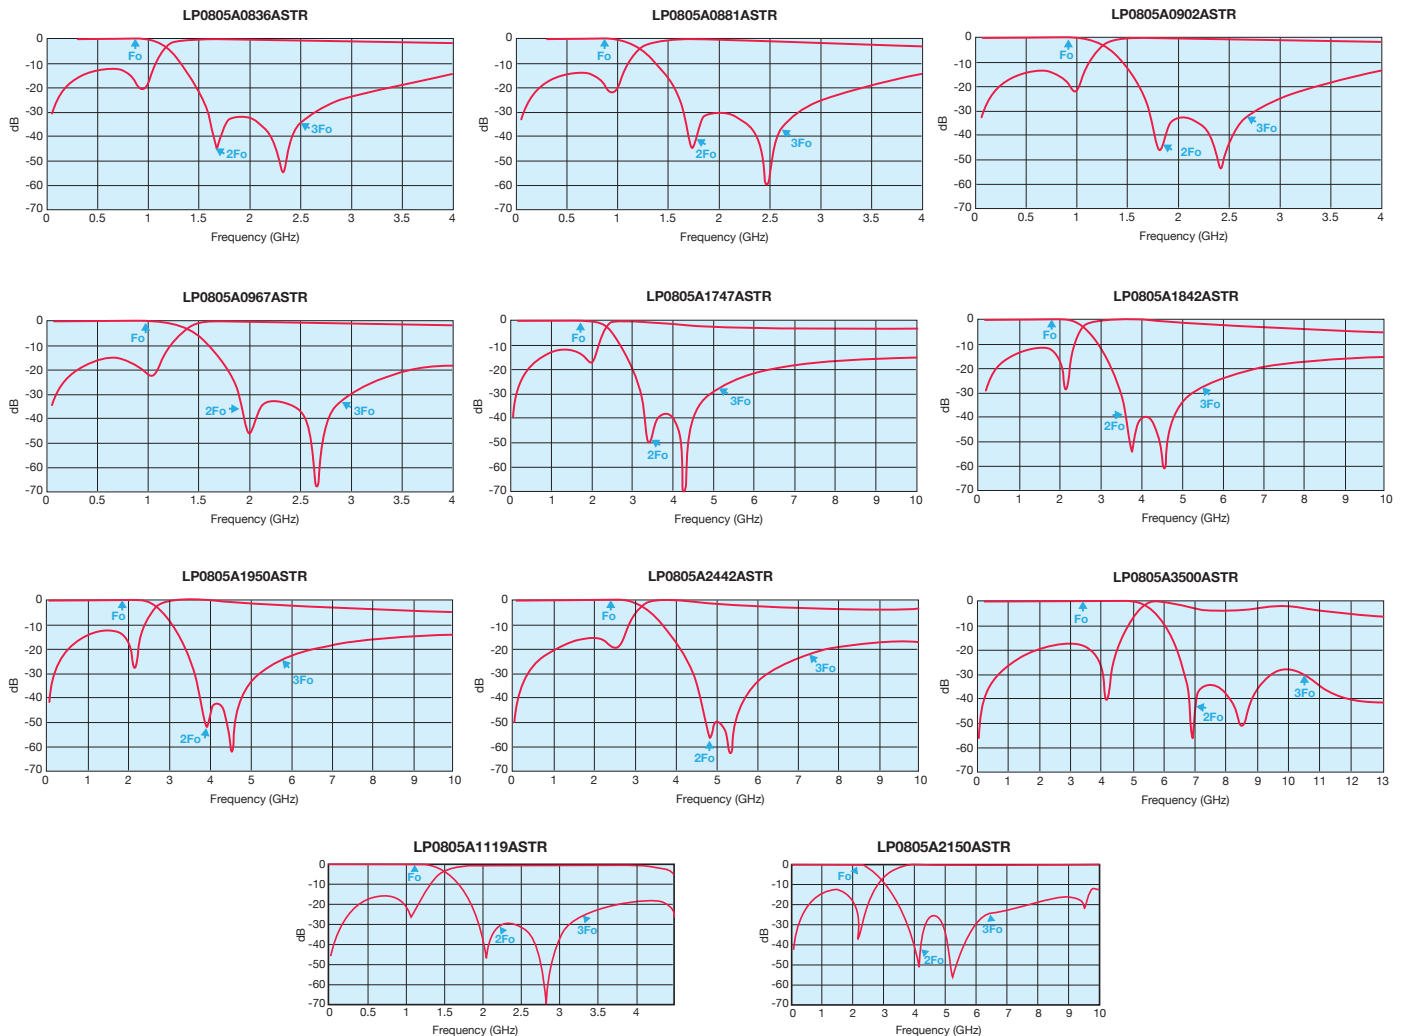 LP0805A0836ASTR
0
-10
-20
-30
-40
-50
-60
-70
dB
Fo
2Fo
3Fo
0 0.5 1 1.5 2 2.5 3 3.5 4
Frequency (GHz)
LP0805A0881ASTR
0
-10
-20
-30
-40
-50
-60
-70
dB
Fo
2Fo
3Fo
0 0.5 1 1.5 2 2.5 3 3.5 4
Frequency (GHz)
LP0805A0902ASTR
0
-10
-20
-30
-40
-50
-60
-70
dB
Fo
2Fo
3Fo
0 0.5 1 1.5 2 2.5 3 3.5 4
Frequency (GHz)
LP0805A0967ASTR
0
-10
-20
-30
-40
-50
-60
-70
dB
Fo
2Fo
3Fo
0 0.5 1 1.5 2 2.5 3 3.5 4
Frequency (GHz)
LP0805A1747ASTR
0
-10
-20
-30
-40
-50
-60
-70
dB
Fo
2Fo
3Fo
0 1 2 3 4 5 6 7 8 9 10
Frequency (GHz)
LP0805A1842ASTR
0
-10
-20
-30
-40
-50
-60
-70
dB
Fo
2Fo
3Fo
0 1 2 3 4 5 6 7 8 9 10
Frequency (GHz)
LP0805A1950ASTR
0
-10
-20
-30
-40
-50
-60
-70
dB
Fo
2Fo
3Fo
0 1 2 3 4 5 6 7 8 9 10
Frequency (GHz)
LP0805A2442ASTR
0
-10
-20
-30
-40
-50
-60
-70
dB
Fo
2Fo
3Fo
0 1 2 3 4 5 6 7 8 9 10
Frequency (GHz)
LP0805A3500ASTR
0
-10
-20
-30
-40
-50
-60
-70
dB
Fo
2Fo
3Fo
0 1 2 3 4 5 6 7 8 9 10 11 12 13
Frequency (GHz)
LP0805A1119ASTR
0
-10
-20
-30
-40
-50
-60
-70
dB
Fo
2Fo
3Fo
0 0.5 1 1.5 2 2.5 3 3.5 4
Frequency (GHz)
LP0805A2150ASTR
0
-10
-20
-30
-40
-50
-60
-70
dB
Fo
2Fo
3Fo
0 1 2 3 4 5 6 7 8 9 10
Frequency (GHz)